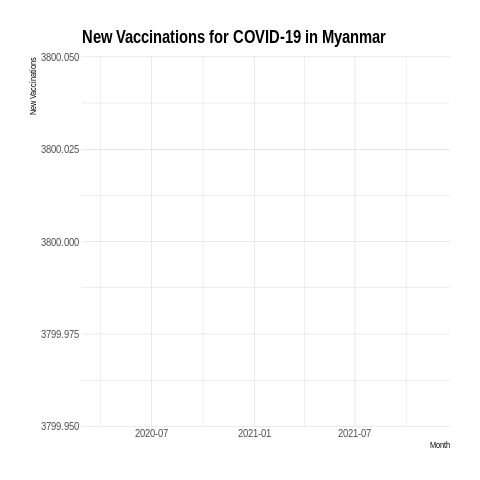 New Vaccinations for COVID-19 in Myanmar
New Vaccinations
3800.050
3800.025
3800.000
3799.975
3799.950
2020-07 2021-01 2021-07
Month